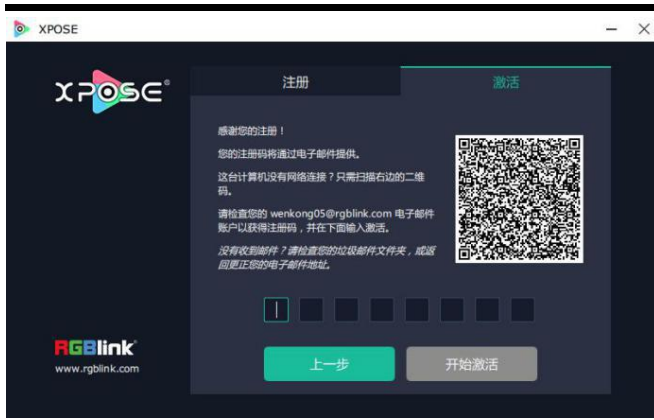 XPOSE
XPOSE®
注册
激活
感谢您的注册！
您的注册码将通过电子邮件提供。
这台计算机没有网络连接？只需扫描右边的二维
码。
请检查您的 wenkong05@rgblink.com 电子邮件
账户以获得注册码，并在下面输入激活。
没有收到邮件？请检查您的垃圾邮件文件夹，或返
回更正您的电子邮件地址。
RGBlink®
www.rgblink.com
上一步
开始激活